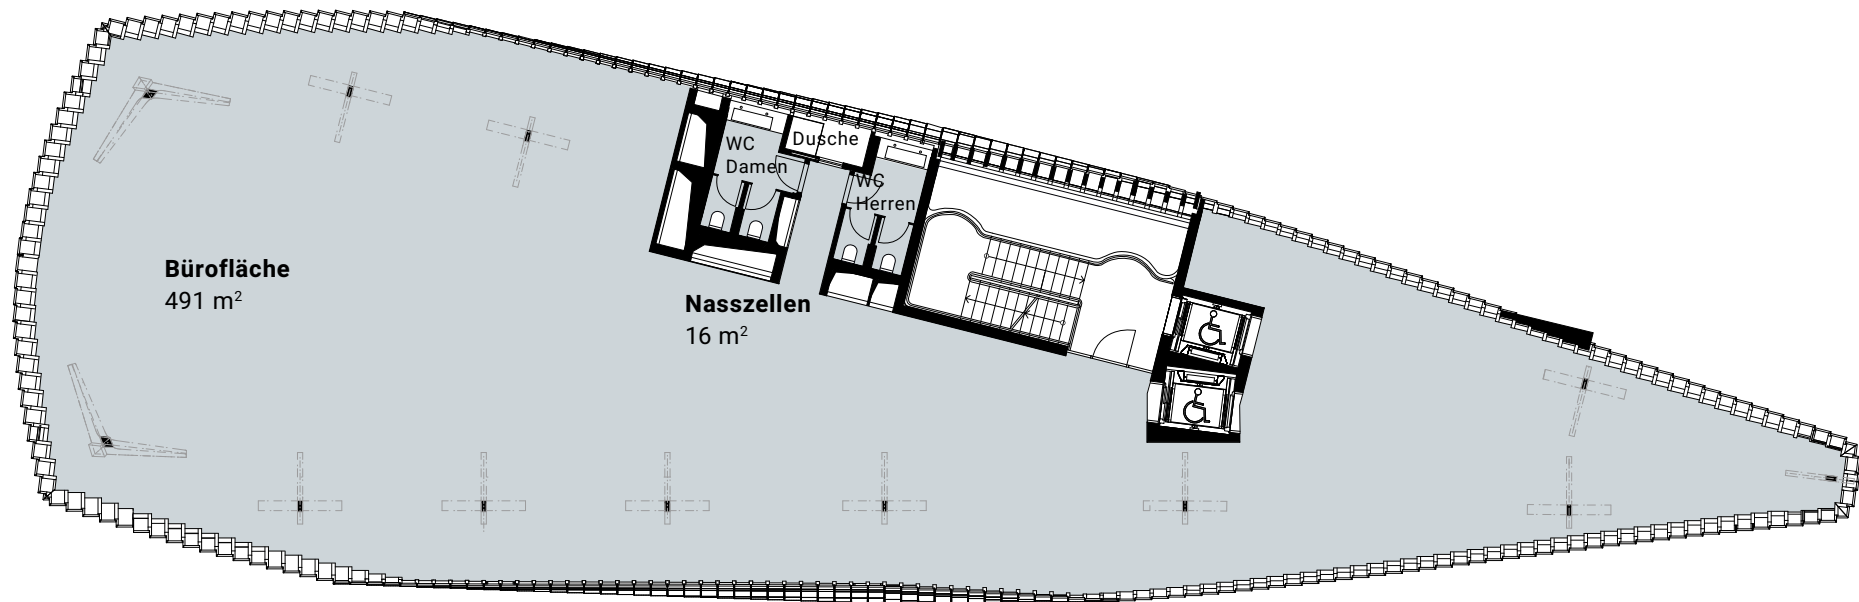 WC
Damen
Dusche
WC
Herren
Bürofläche
491 m²
Nasszellen
16 m²